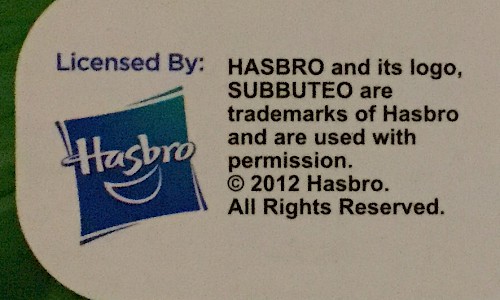 Licensed By:
Hasbro
HASBRO and its logo,
SUBBUTEO are
trademarks of Hasbro
and are used with
permission.
© 2012 Hasbro.
All Rights Reserved.